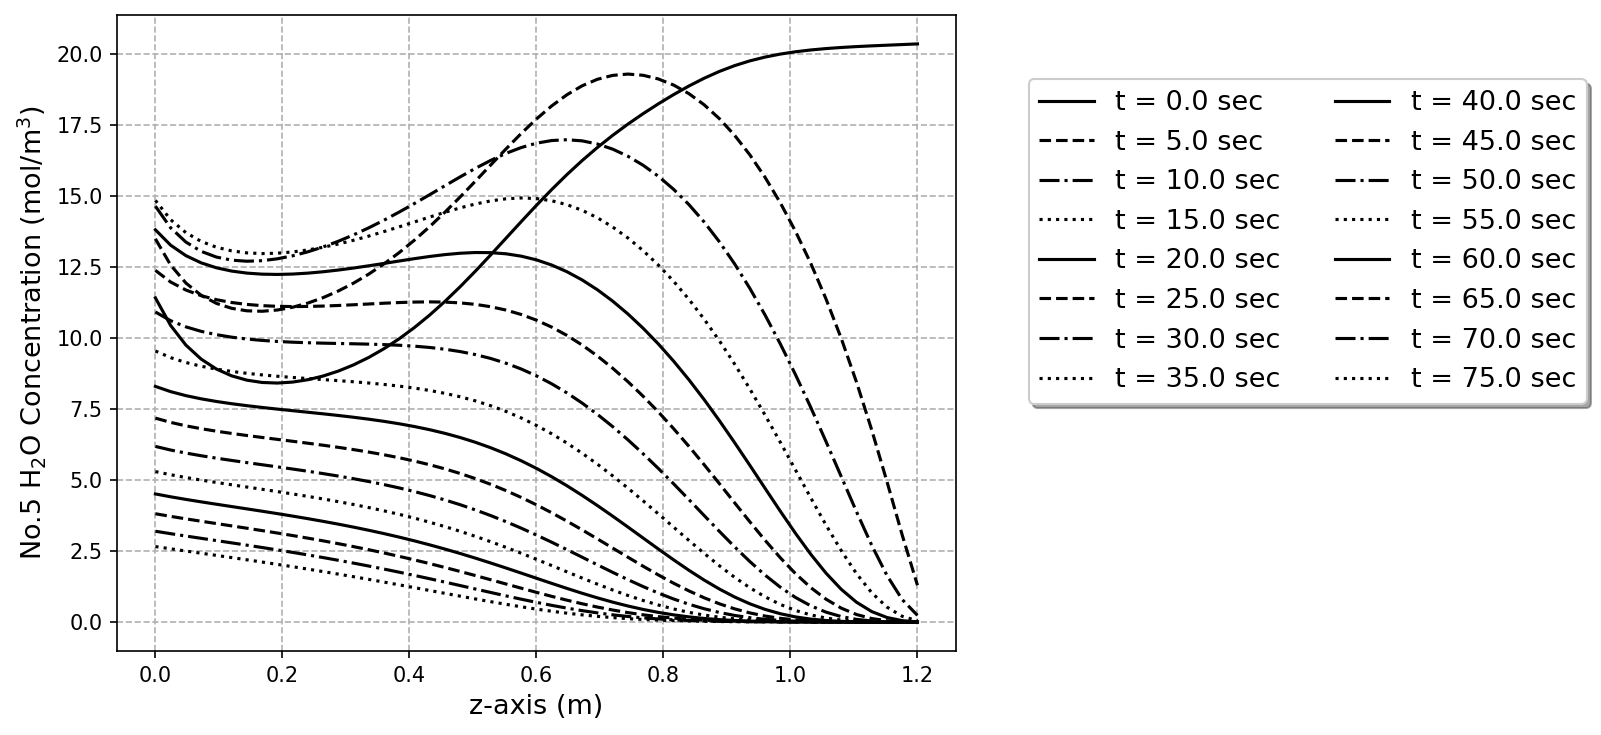 20.0
17.5
15.0
12.5
10.0
7.5
5.0
2.5
0.0
No.5 H₂O Concentration (mol/m³)
0.0 0.2 0.4 0.6 0.8 1.0 1.2
z-axis (m)
t = 0.0 sec
t = 5.0 sec
t = 10.0 sec
t = 15.0 sec
t = 20.0 sec
t = 25.0 sec
t = 30.0 sec
t = 35.0 sec
t = 40.0 sec
t = 45.0 sec
t = 50.0 sec
t = 55.0 sec
t = 60.0 sec
t = 65.0 sec
t = 70.0 sec
t = 75.0 sec